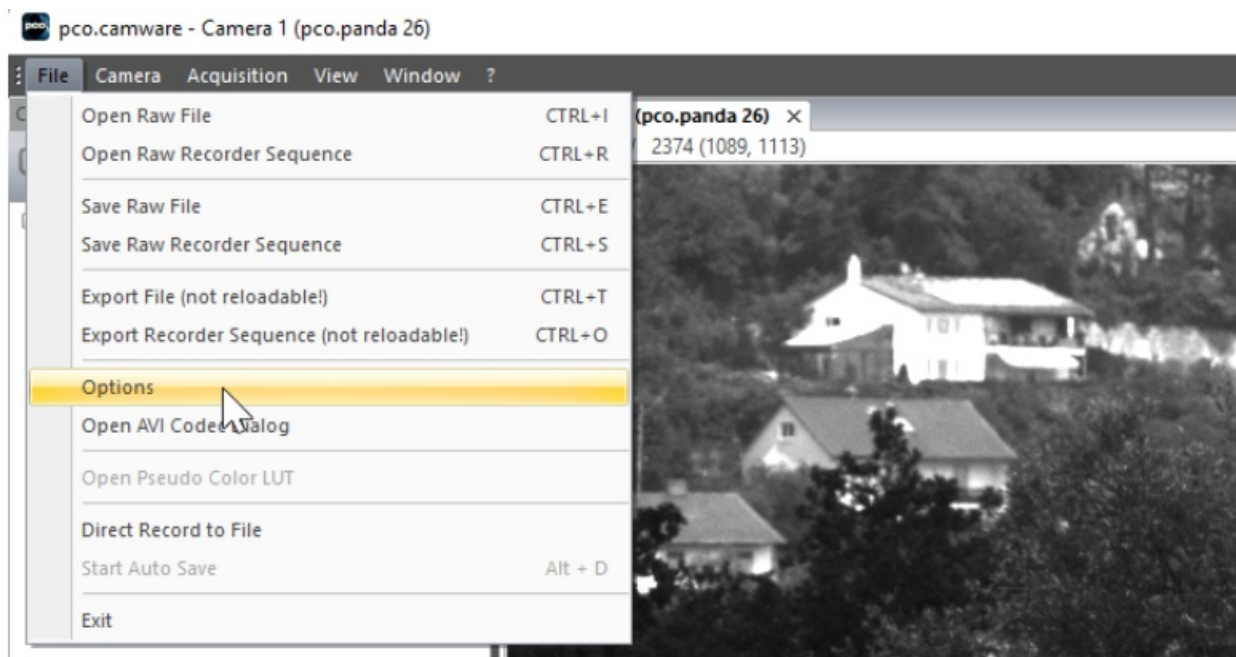 pco. pco.camware - Camera 1 (pco.panda 26)
File Camera Acquisition View Window ?
(pco.panda 26) ×
2374 (1089, 1113)
Open Raw File CTRL+I
Open Raw Recorder Sequence CTRL+R
Save Raw File CTRL+E
Save Raw Recorder Sequence CTRL+S
Export File (not reloadable!) CTRL+T
Export Recorder Sequence (not reloadable!) CTRL+O
Options
Open AVI Codec Dialog
Open Pseudo Color LUT
Direct Record to File
Start Auto Save Alt + D
Exit